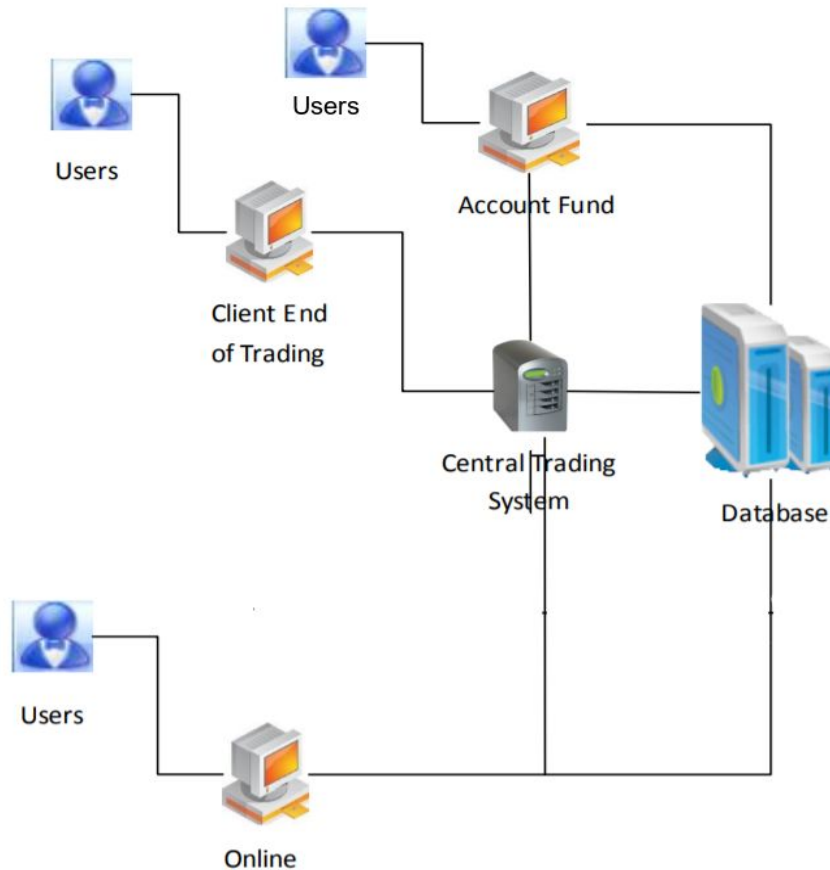 Users
Users
Account Fund
Client End
of Trading
Central Trading
System
Database
Users
Online